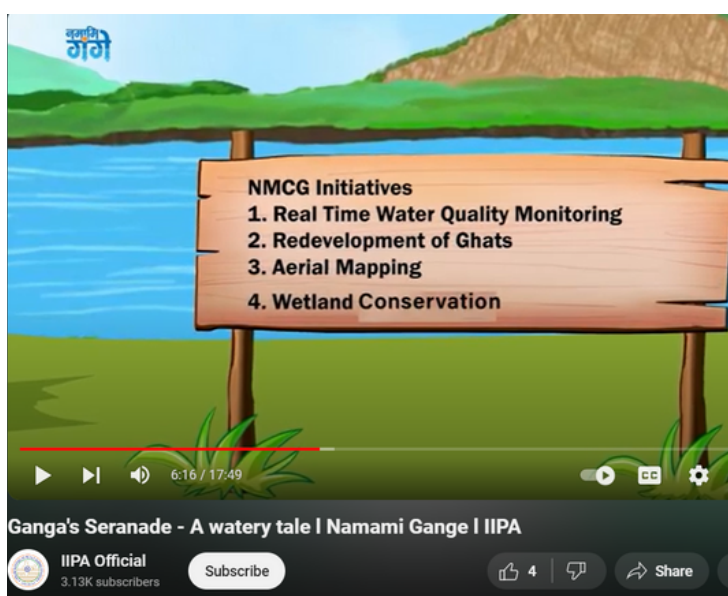 नमामि
गंगे
NMCG Initiatives
1. Real Time Water Quality Monitoring
2. Redevelopment of Ghats
3. Aerial Mapping
4. Wetland Conservation
6:16 / 17:49
CC
Ganga's Seranade - A watery tale l Namami Gange l IIPA
IIPA Official
3.13K subscribers
Subscribe
4
Share